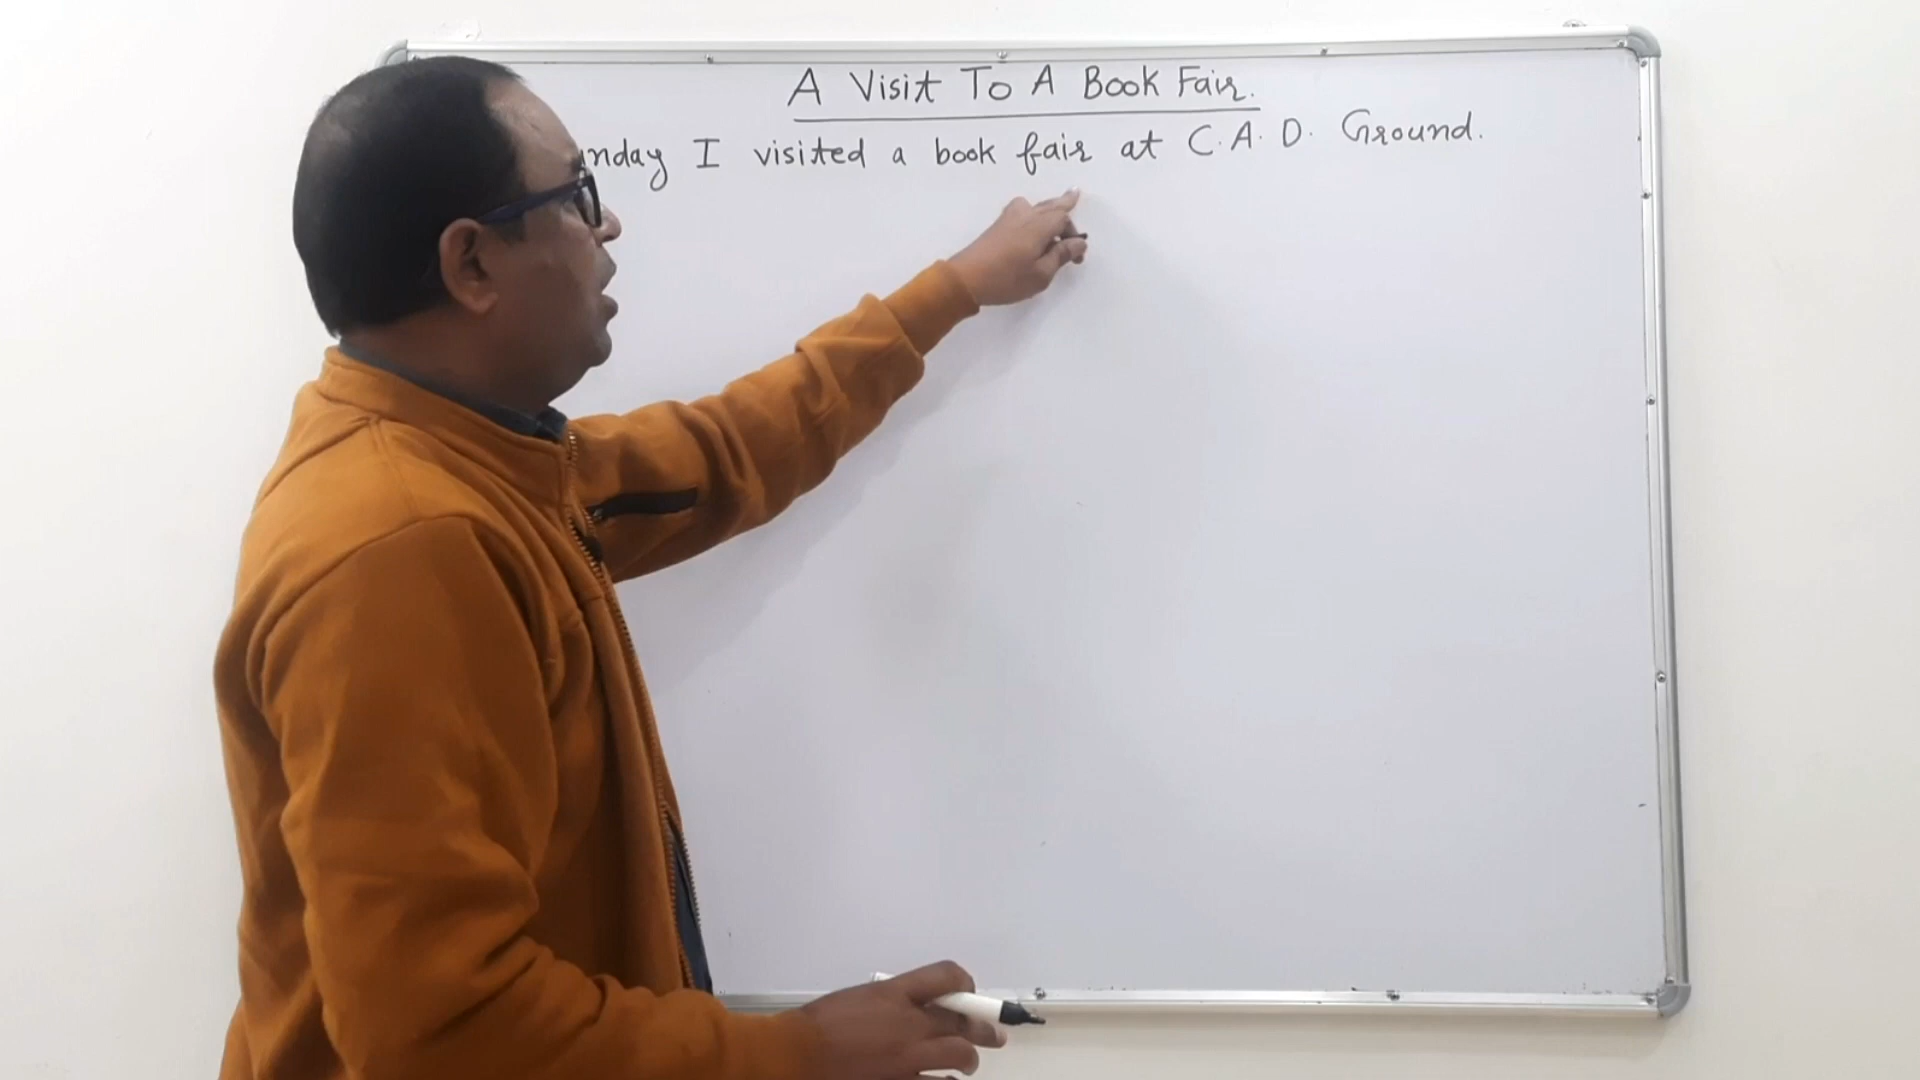 A Visit To A Book Fair.
unday I visited a book fair at C.A.D. Ground.